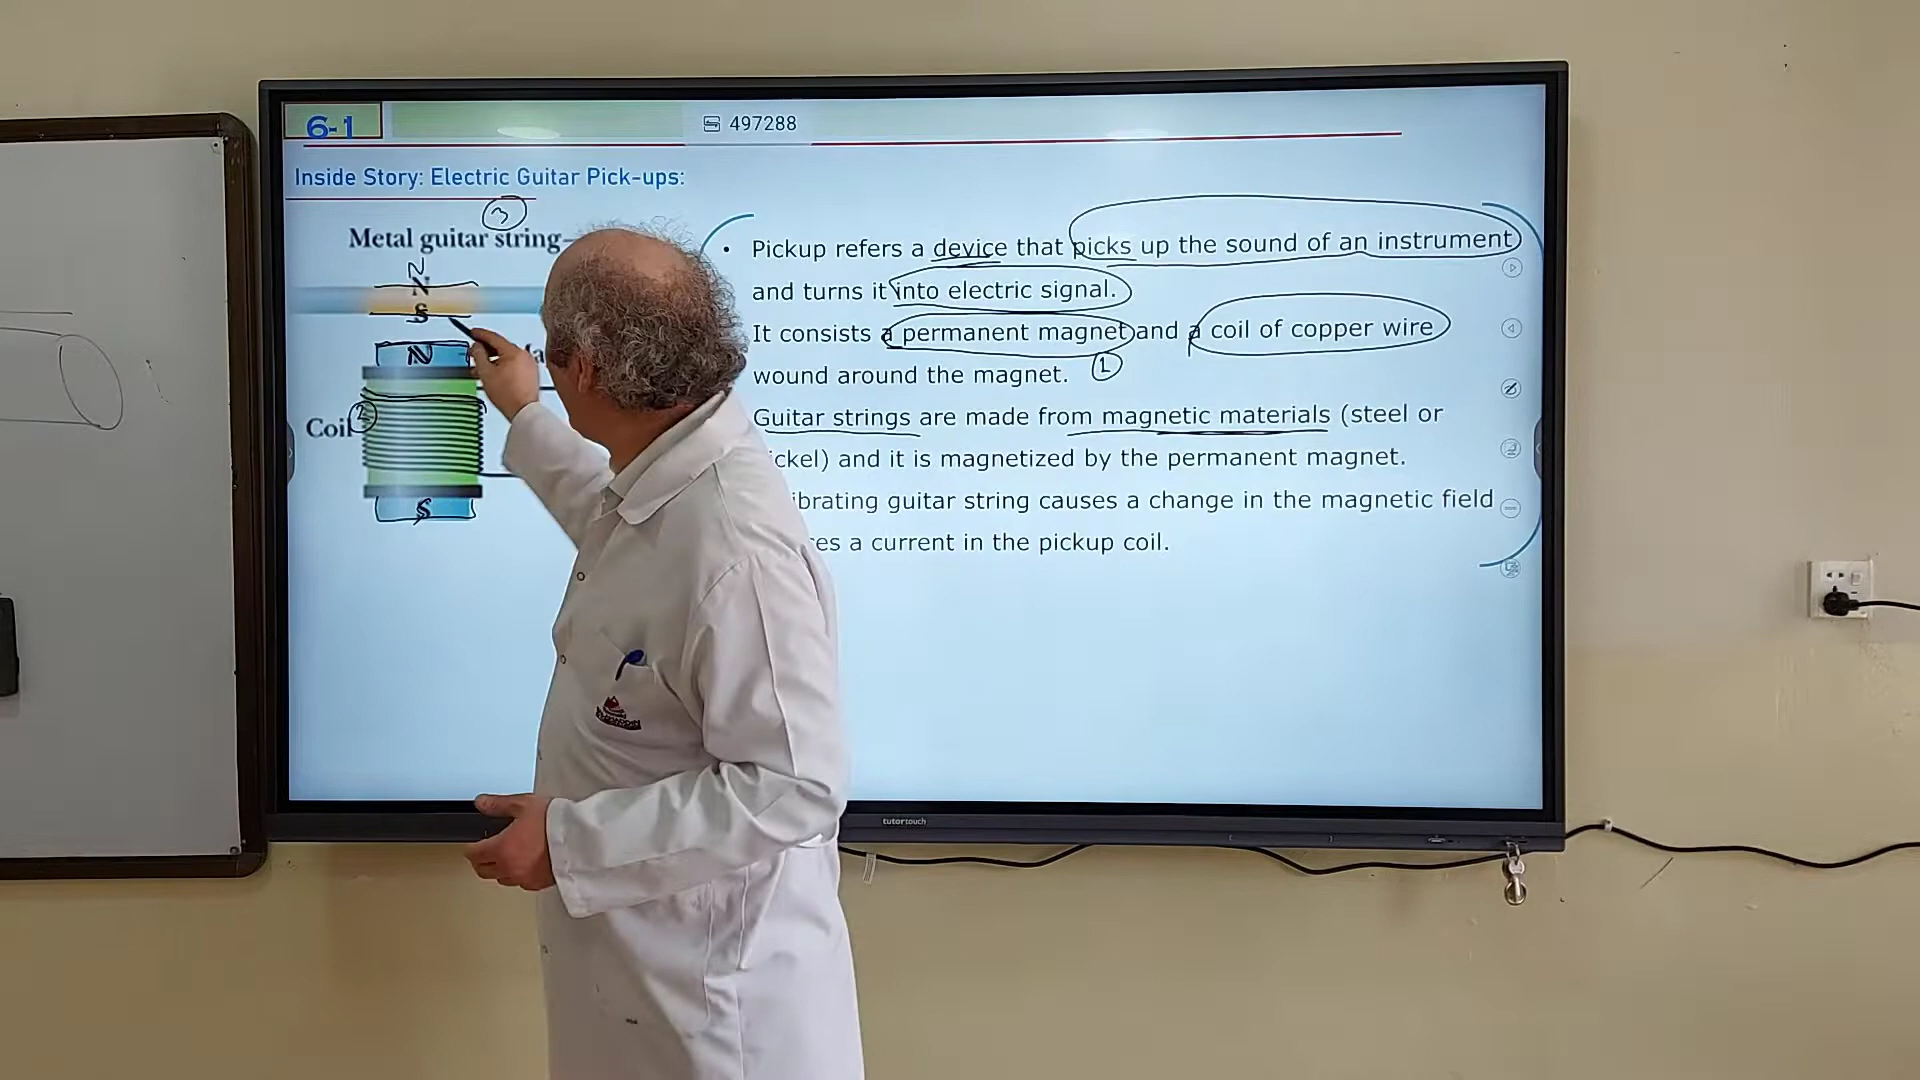 6-1
497288
Inside Story: Electric Guitar Pick-ups:
3
Metal guitar string
N
N
S
N
Coil
2
S
• Pickup refers a device that picks up the sound of an instrument
and turns it into electric signal.
It consists a permanent magnet and a coil of copper wire
wound around the magnet. 1
Guitar strings are made from magnetic materials (steel or
ickel) and it is magnetized by the permanent magnet.
ibrating guitar string causes a change in the magnetic field
es a current in the pickup coil.
tutortouch